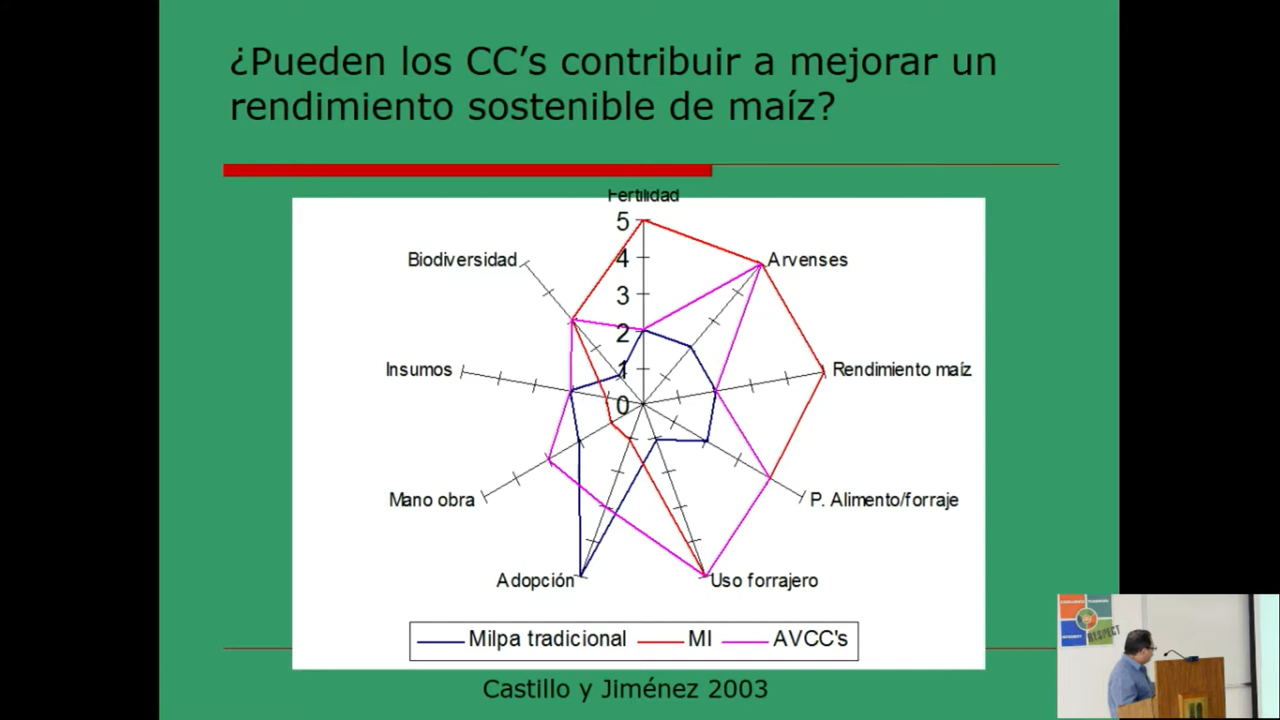 ¿Pueden los CC's contribuir a mejorar un
rendimiento sostenible de maíz?
Fertilidad
5
4
3
2
1
0
Biodiversidad
Arvenses
Insumos
Rendimiento maíz
Mano obra
P. Alimento/forraje
Adopción
Uso forrajero
Milpa tradicional MI AVCC's
Castillo y Jiménez 2003
RESPECT